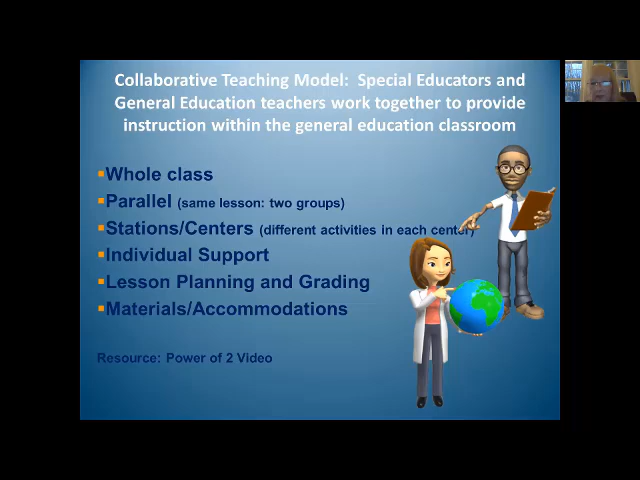 Collaborative Teaching Model: Special Educators and
General Education teachers work together to provide
instruction within the general education classroom
▪Whole class
▪Parallel (same lesson: two groups)
▪Stations/Centers (different activities in each center)
▪Individual Support
▪Lesson Planning and Grading
▪Materials/Accommodations
Resource: Power of 2 Video